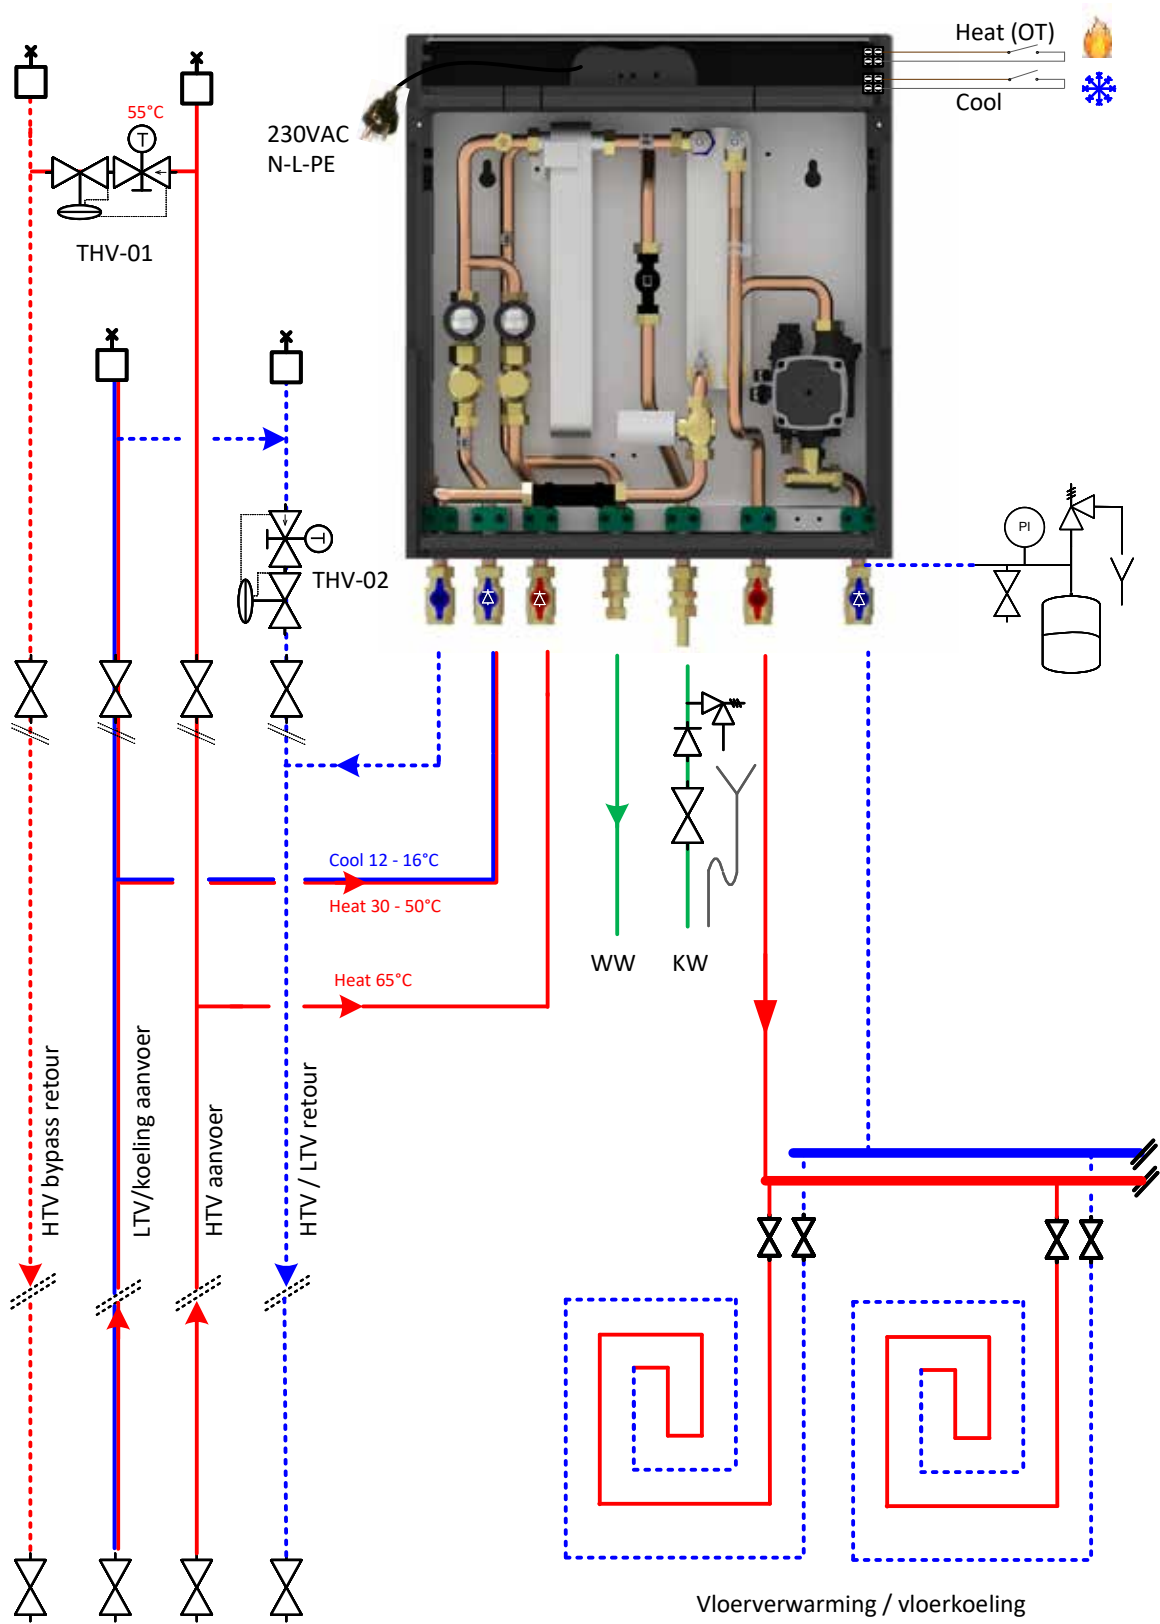 Heat (OT)
Cool
230VAC
N-L-PE
55°C
T
THV-01
T
THV-02
PI
Cool 12 - 16°C
Heat 30 - 50°C
Heat 65°C
WW
KW
HTV bypass retour
LTV/koeling aanvoer
HTV aanvoer
HTV / LTV retour
Vloerverwarming / vloerkoeling